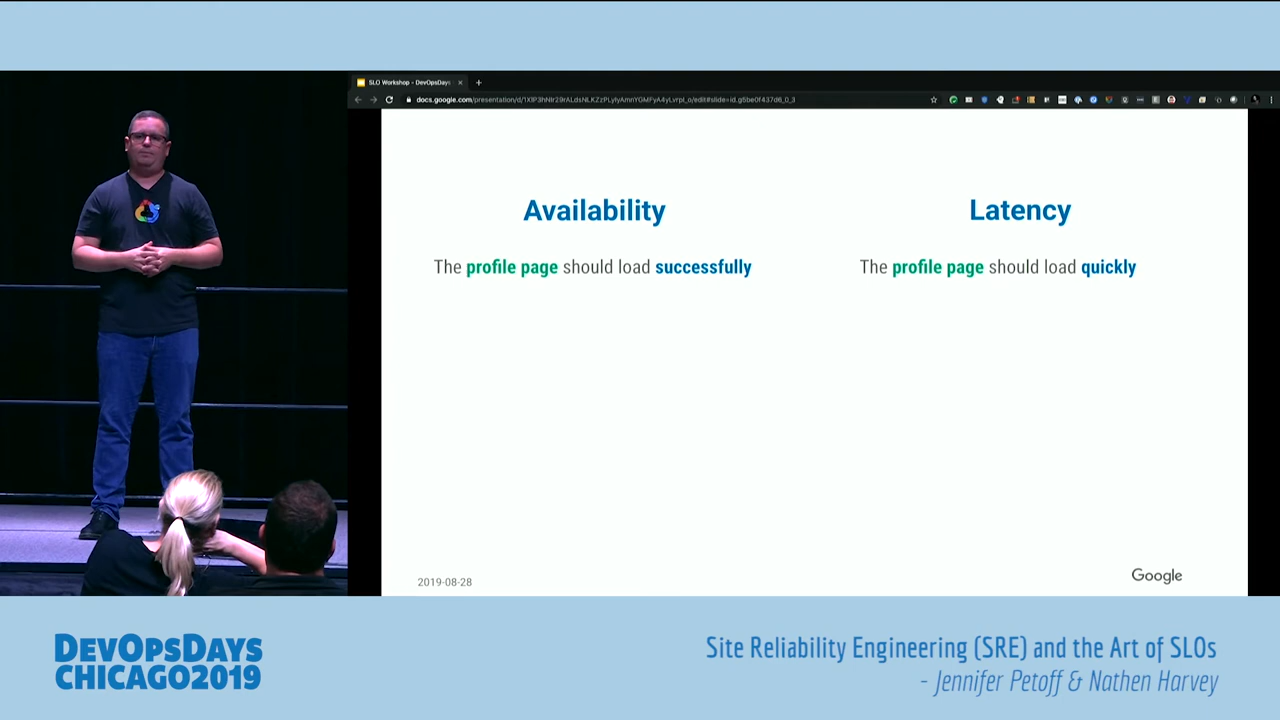 SLO Workshop - DevOpsDays
Availability
The profile page should load successfully
Latency
The profile page should load quickly
2019-08-28
Google
DEVOPSDAYS
CHICAGO2019
Site Reliability Engineering (SRE) and the Art of SLOs
- Jennifer Petoff & Nathen Harvey